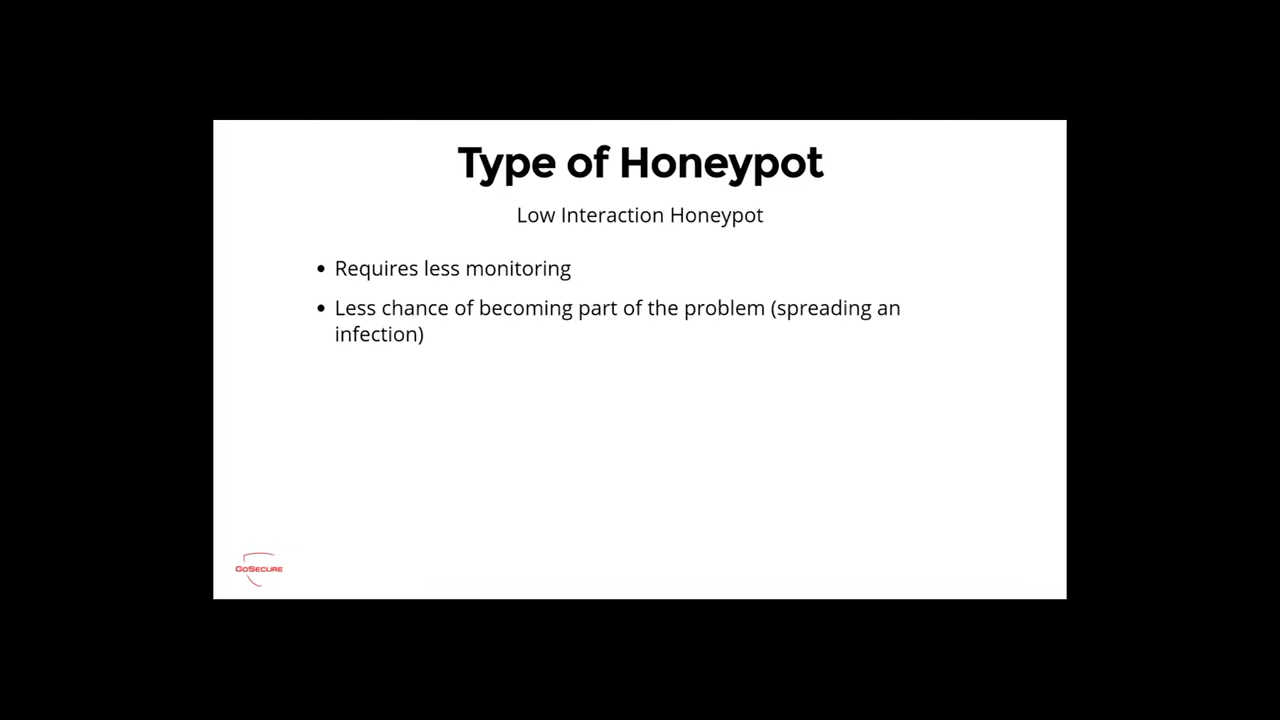 Type of Honeypot
Low Interaction Honeypot
• Requires less monitoring
• Less chance of becoming part of the problem (spreading an
infection)
GoSecure